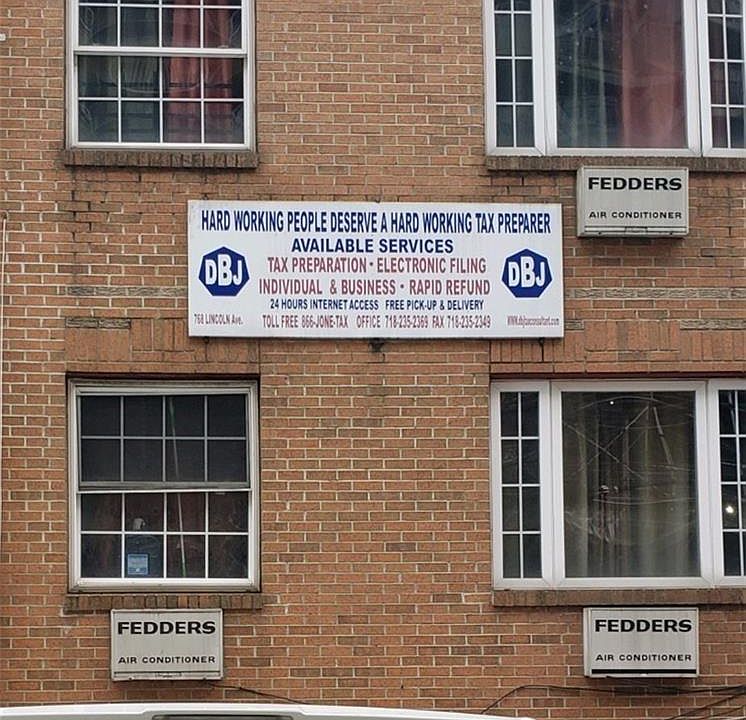 FEDDERS
AIR CONDITIONER
HARD WORKING PEOPLE DESERVE A HARD WORKING TAX PREPARER
AVAILABLE SERVICES
DBJ
TAX PREPARATION • ELECTRONIC FILING
DBJ
INDIVIDUAL & BUSINESS • RAPID REFUND
24 HOURS INTERNET ACCESS FREE PICK-UP & DELIVERY
768 LINCOLN Ave. TOLL FREE 866-JONE-TAX OFFICE 718-235-2369 FAX 718-235-2349
FEDDERS
AIR CONDITIONER
FEDDERS
AIR CONDITIONER